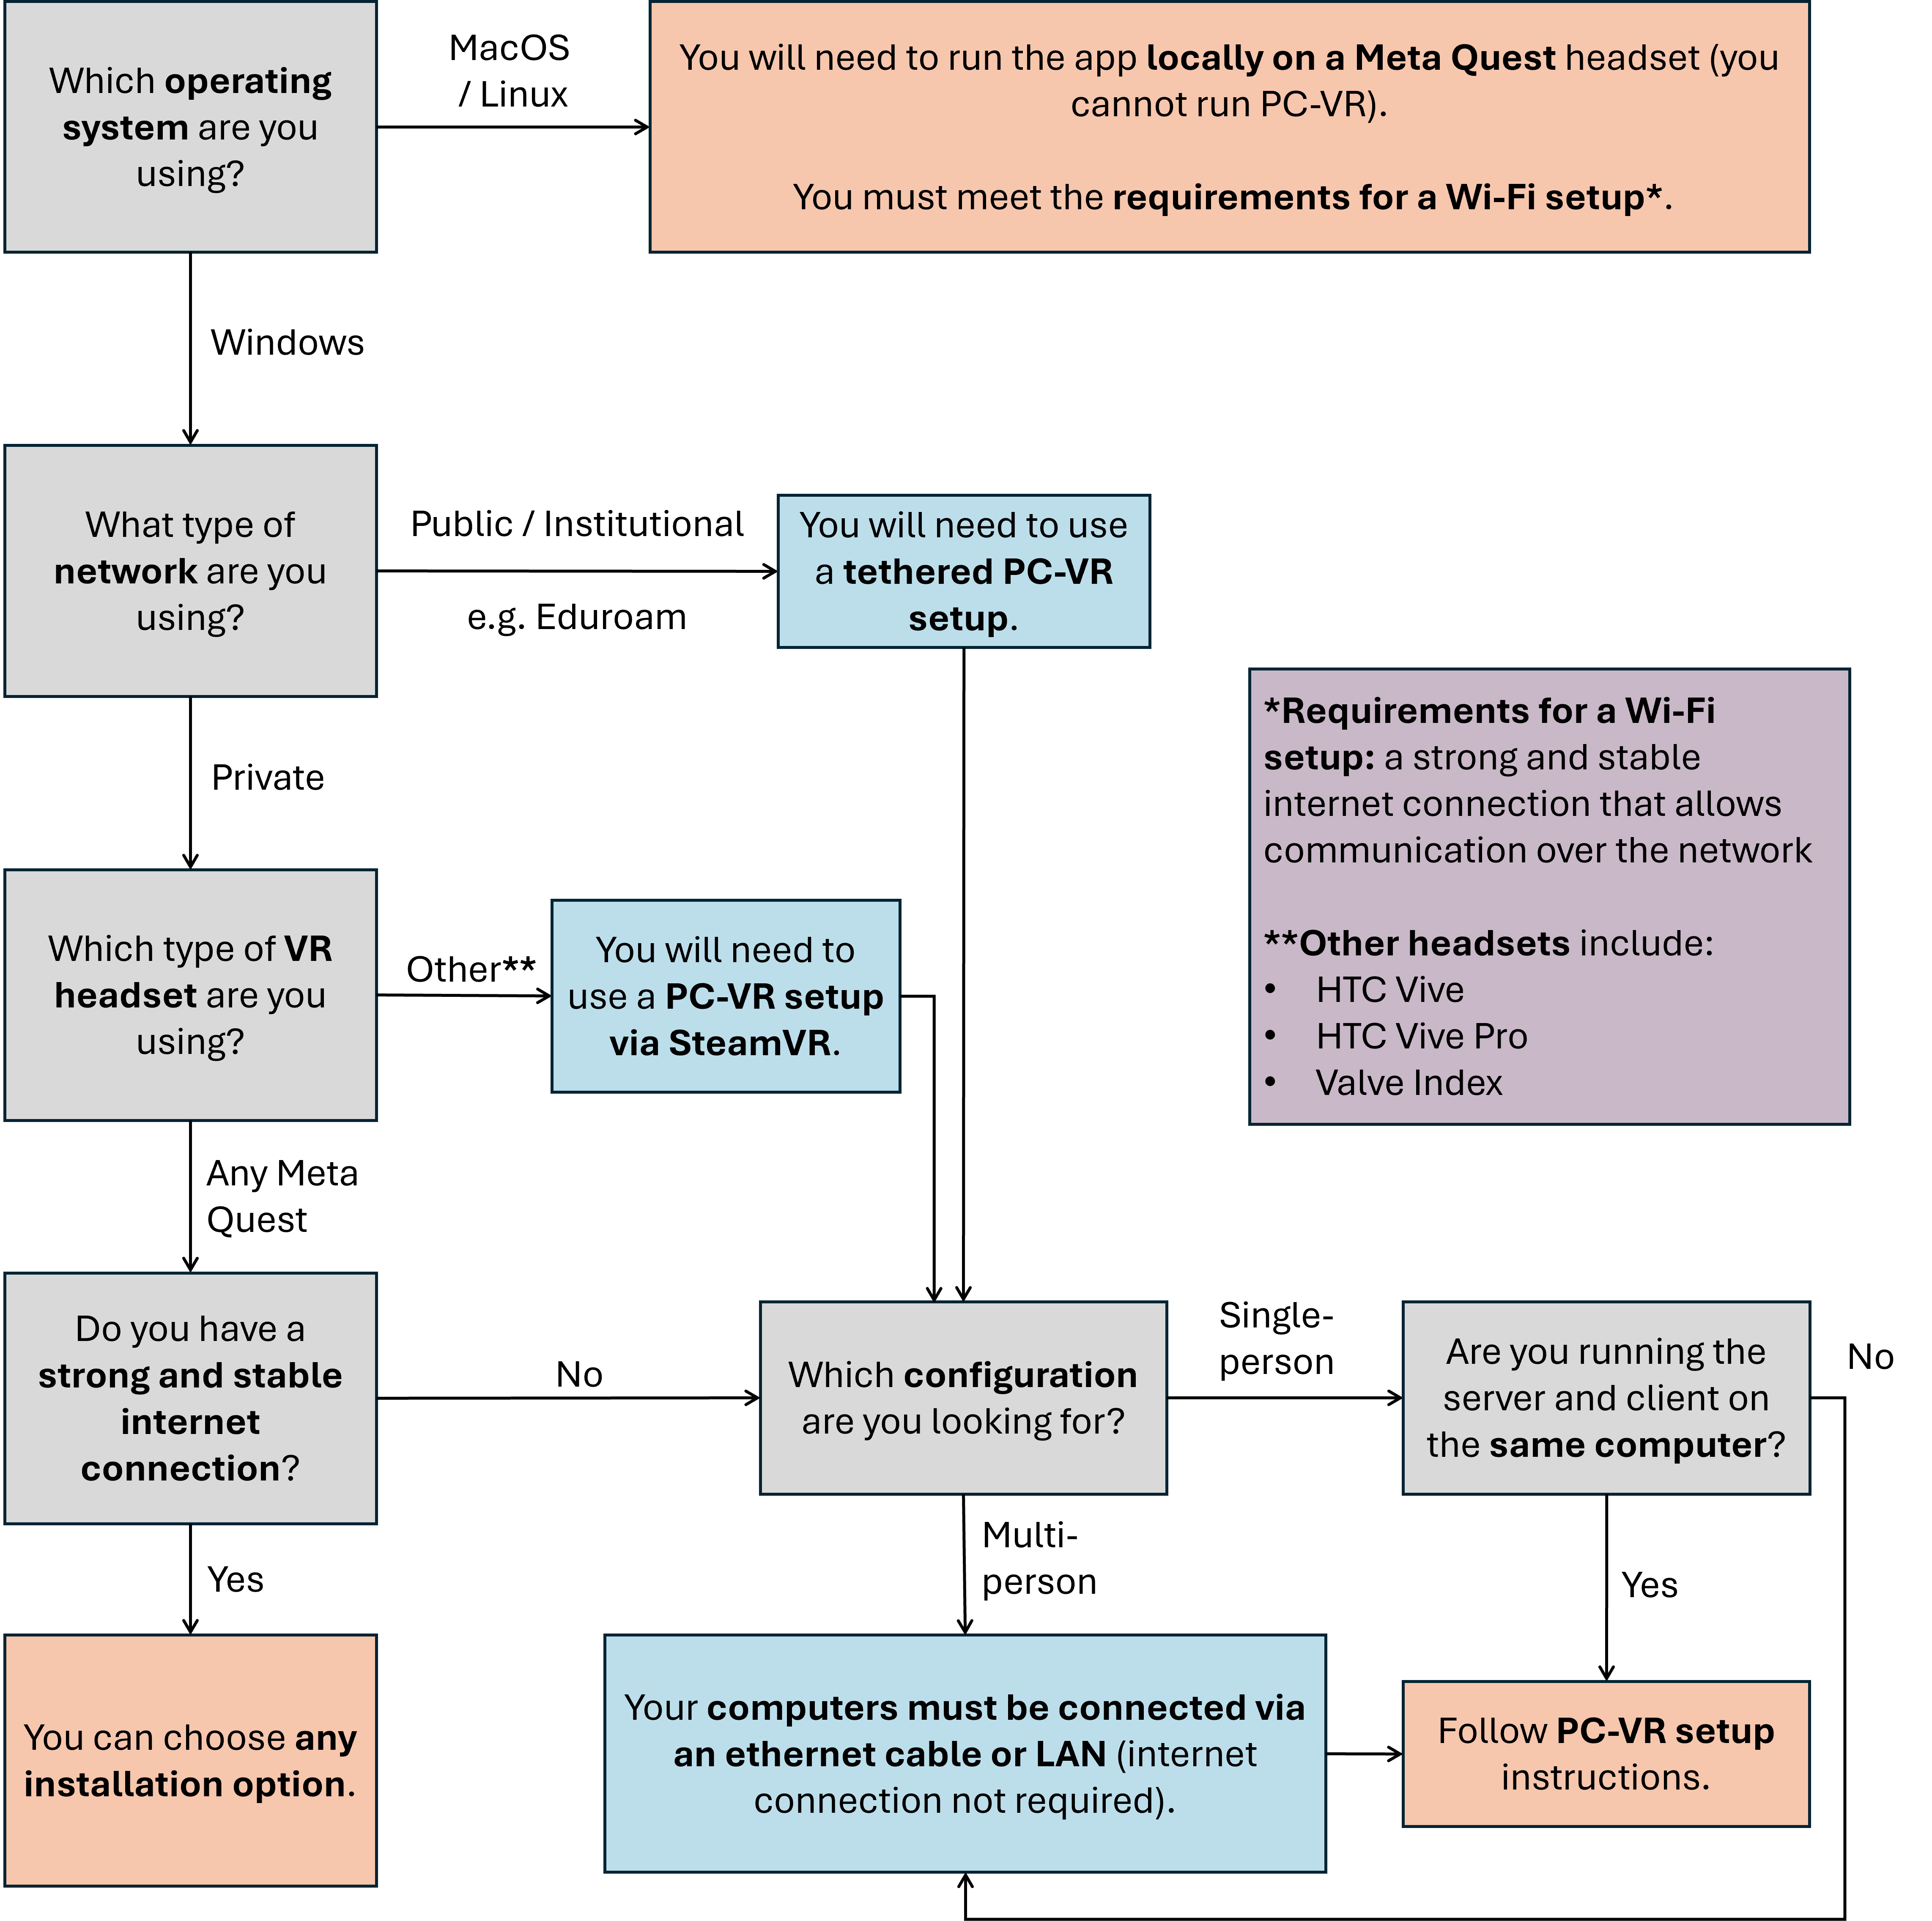 Which operating
system are you
using?
MacOS
/ Linux
You will need to run the app locally on a Meta Quest headset (you
cannot run PC-VR).
You must meet the requirements for a Wi-Fi setup*.
Windows
What type of
network are you
using?
Public / Institutional
e.g. Eduroam
You will need to use
a tethered PC-VR
setup.
*Requirements for a Wi-Fi
setup: a strong and stable
internet connection that allows
communication over the network
**Other headsets include:
• HTC Vive
• HTC Vive Pro
• Valve Index
Private
Which type of VR
headset are you
using?
Other**
You will need to
use a PC-VR setup
via SteamVR.
Any Meta
Quest
Do you have a
strong and stable
internet
connection?
No
Which configuration
are you looking for?
Single-
person
Are you running the
server and client on
the same computer?
No
Yes
Multi-
person
Yes
You can choose any
installation option.
Your computers must be connected via
an ethernet cable or LAN (internet
connection not required).
Follow PC-VR setup
instructions.